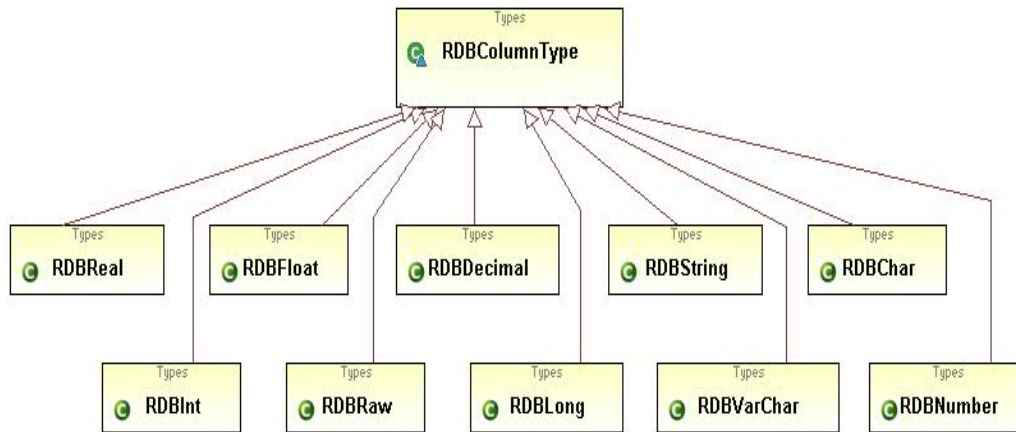 Types
RDBColumnType
Types
RDBReal
Types
RDBFloat
Types
RDBDecimal
Types
RDBString
Types
RDBChar
Types
RDBInt
Types
RDBRaw
Types
RDBLong
Types
RDBVarChar
Types
RDBNumber